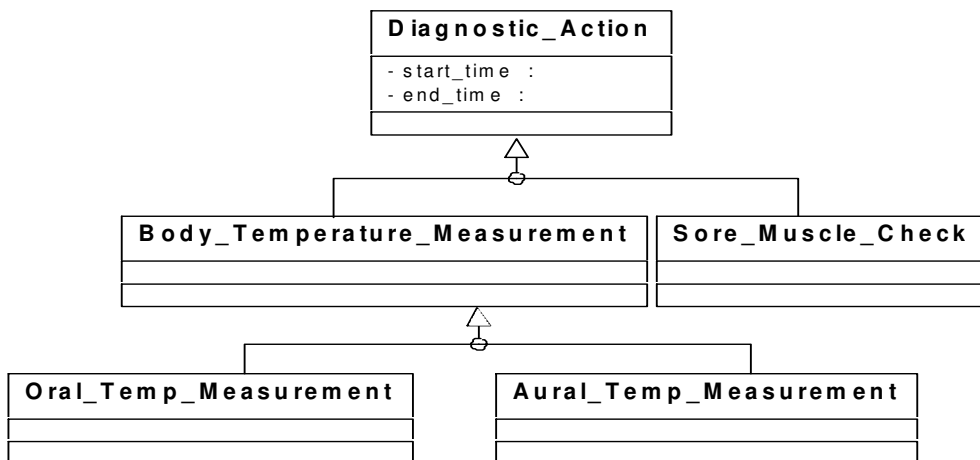 Diagnostic_Action
- start_time :
- end_time :
Body_Temperature_Measurement
Sore_Muscle_Check
Oral_Temp_Measurement
Aural_Temp_Measurement